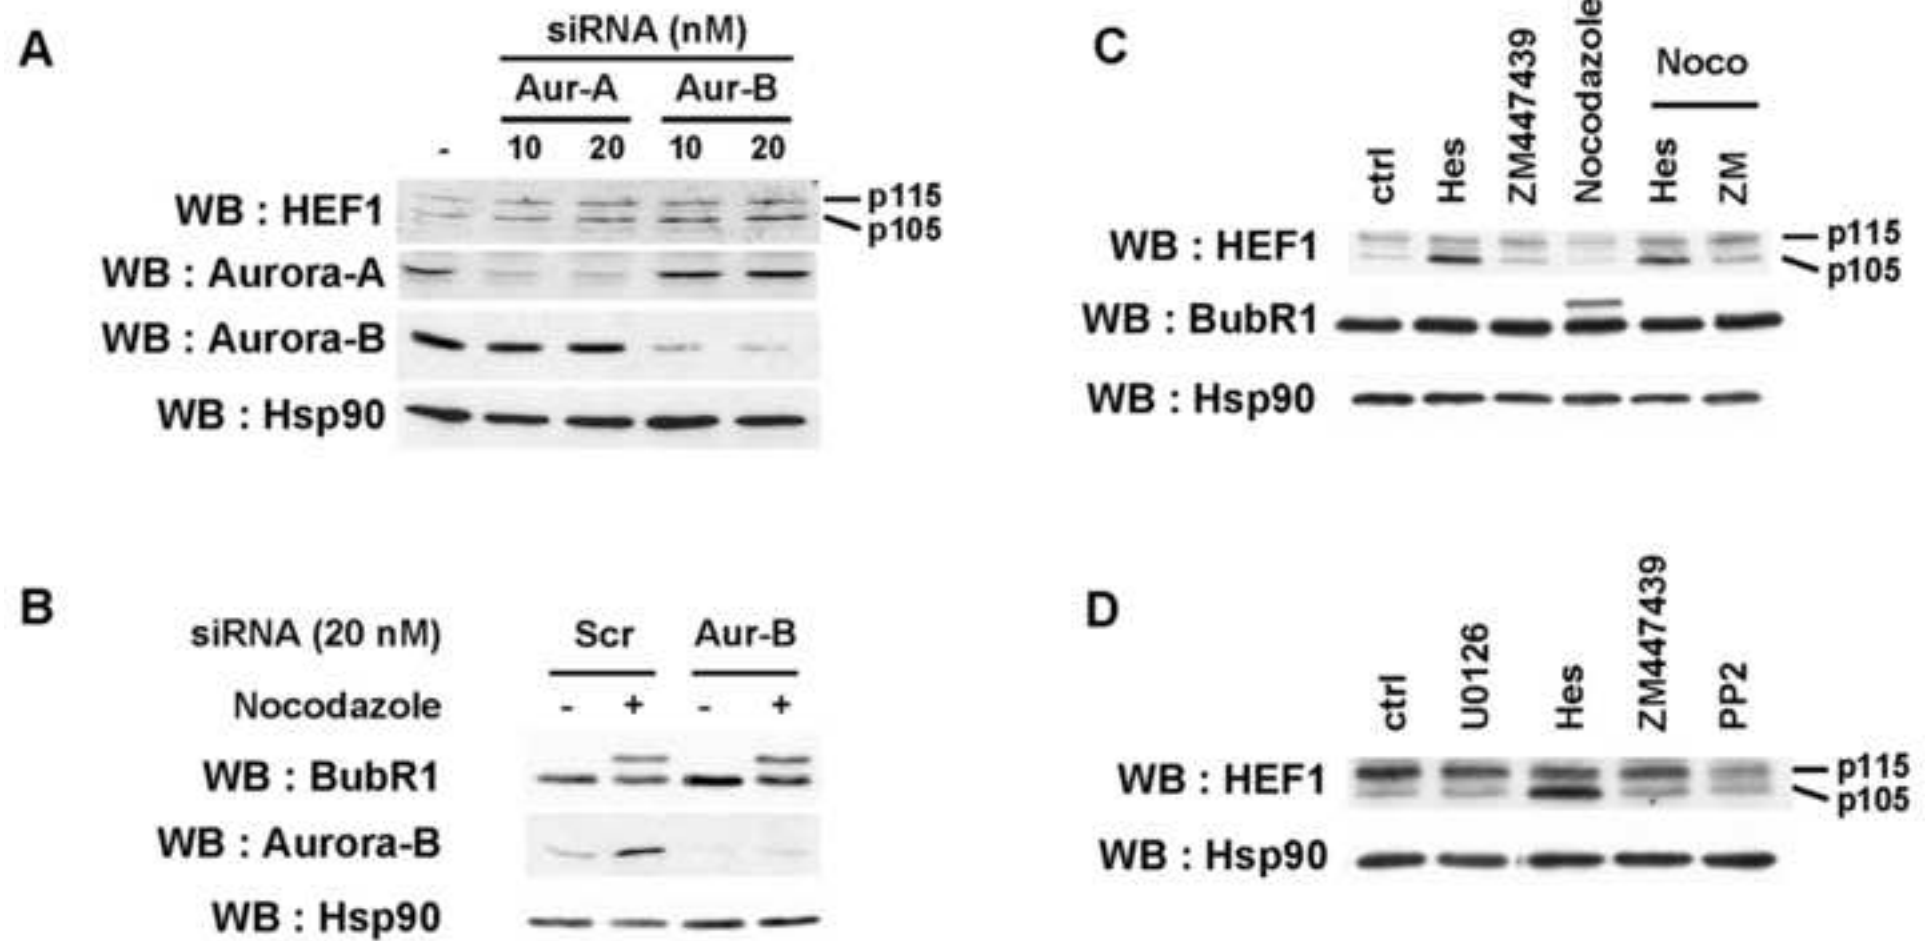 A
siRNA (nM)
Aur-A Aur-B
- 10 20 10 20
WB : HEF1
p115
p105
WB : Aurora-A
WB : Aurora-B
WB : Hsp90
B
siRNA (20 nM) Scr Aur-B
Nocodazole - + - +
WB : BubR1
WB : Aurora-B
WB : Hsp90
C
Noco
ctrl Hes ZM447439 Nocodazole Hes ZM
WB : HEF1
p115
p105
WB : BubR1
WB : Hsp90
D
ctrl U0126 Hes ZM447439 PP2
WB : HEF1
p115
p105
WB : Hsp90